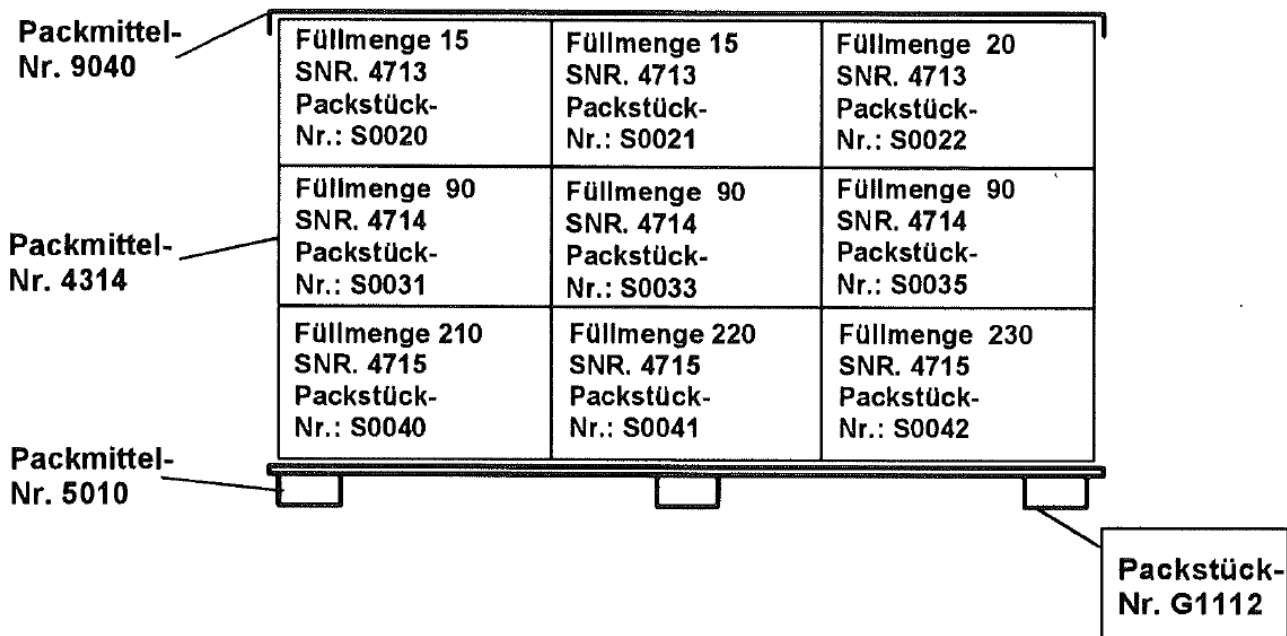 Packmittel-
Nr. 9040
Füllmenge 15
SNR. 4713
Packstück-
Nr.: S0020
Füllmenge 15
SNR. 4713
Packstück-
Nr.: S0021
Füllmenge 20
SNR. 4713
Packstück-
Nr.: S0022
Packmittel-
Nr. 4314
Füllmenge 90
SNR. 4714
Packstück-
Nr.: S0031
Füllmenge 90
SNR. 4714
Packstück-
Nr.: S0033
Füllmenge 90
SNR. 4714
Packstück-
Nr.: S0035
Füllmenge 210
SNR. 4715
Packstück-
Nr.: S0040
Füllmenge 220
SNR. 4715
Packstück-
Nr.: S0041
Füllmenge 230
SNR. 4715
Packstück-
Nr.: S0042
Packmittel-
Nr. 5010
Packstück-
Nr. G1112